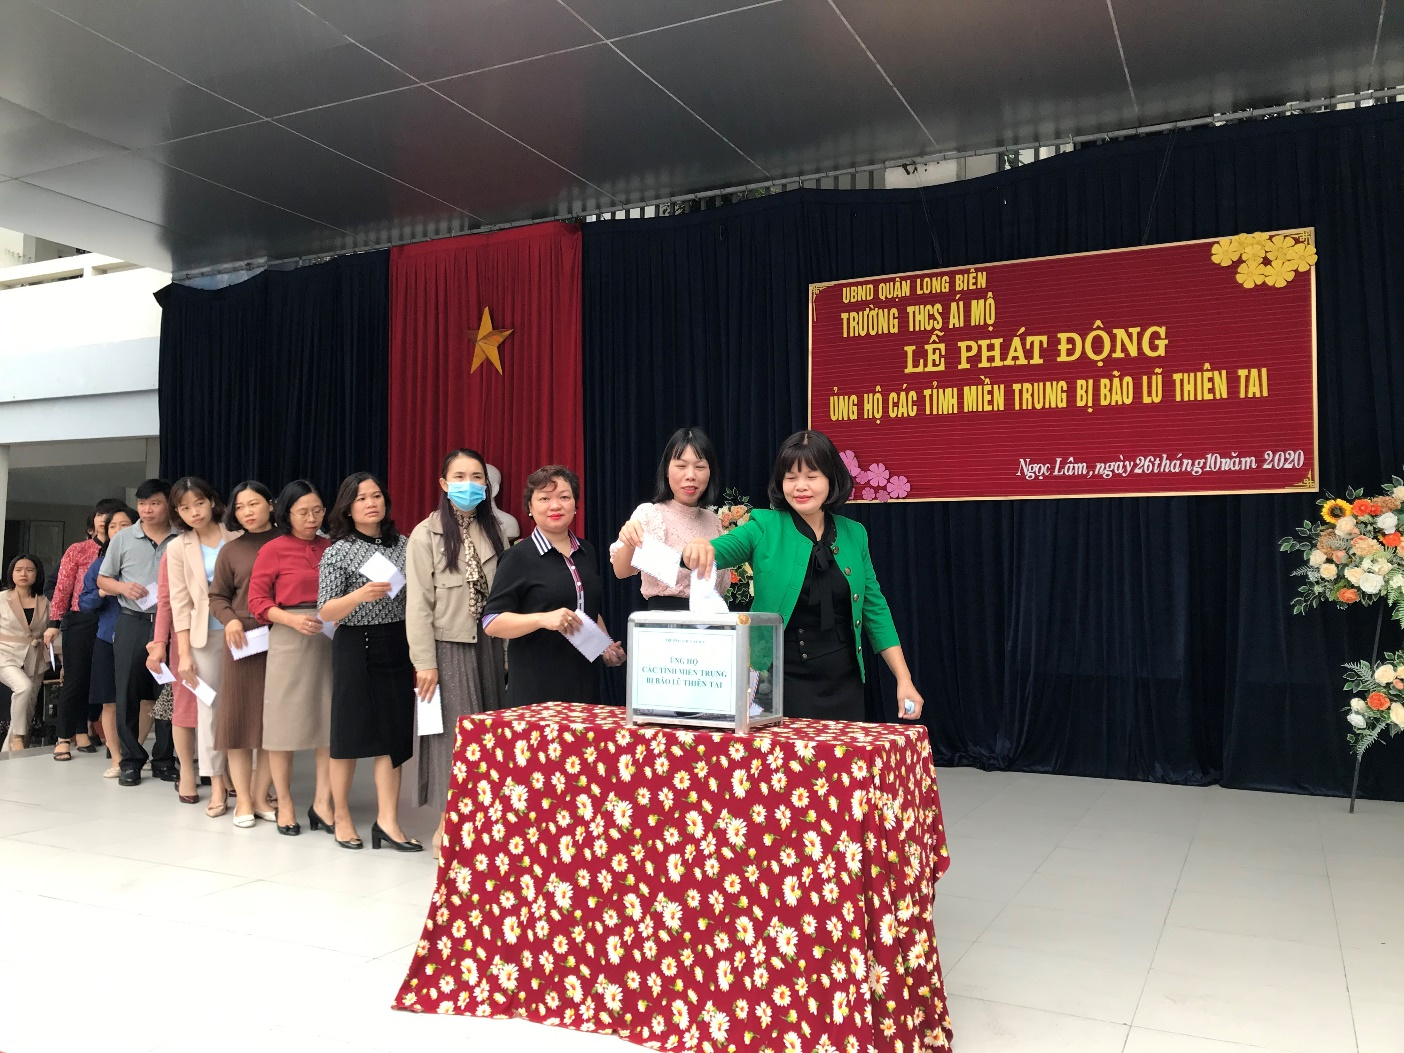 UBND QUẬN LONG BIÊN
TRƯỜNG THCS ÁI MỘ
LỄ PHÁT ĐỘNG
ỦNG HỘ CÁC TỈNH MIỀN TRUNG BỊ BÃO LŨ THIÊN TAI
Ngọc Lâm, ngày 26 tháng 10 năm 2020
ỦNG HỘ
CÁC TỈNH MIỀN TRUNG
BỊ BÃO LŨ THIÊN TAI